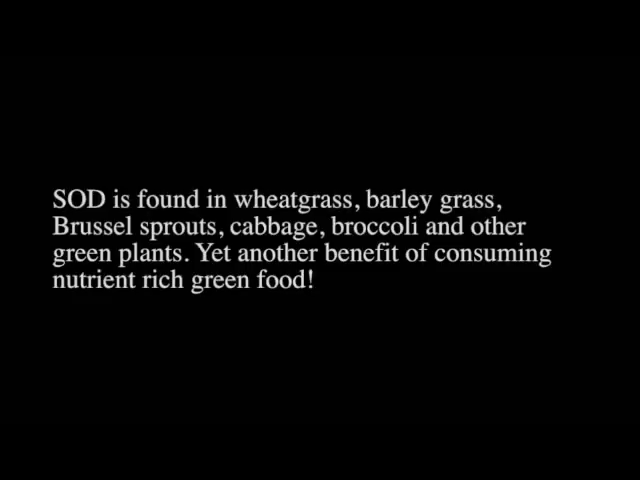 SOD is found in wheatgrass, barley grass,
Brussel sprouts, cabbage, broccoli and other
green plants. Yet another benefit of consuming
nutrient rich green food!